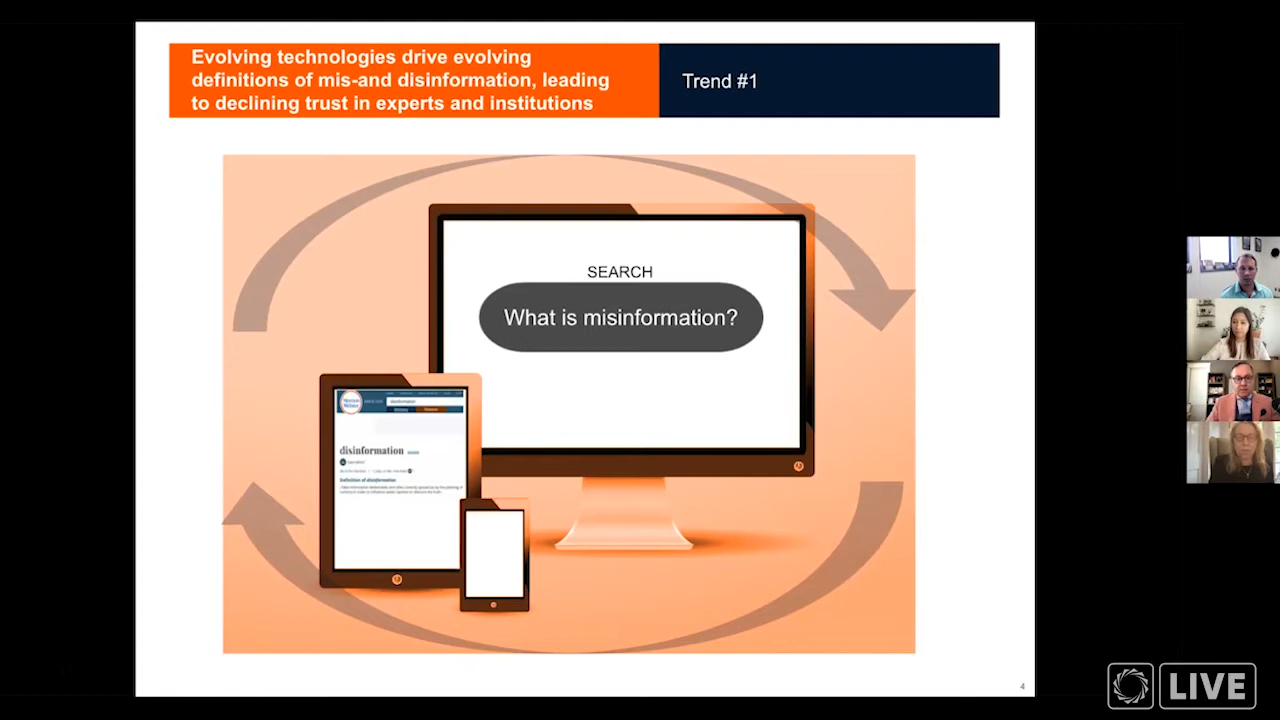 Evolving technologies drive evolving
definitions of mis-and disinformation, leading
to declining trust in experts and institutions
Trend #1
SEARCH
What is misinformation?
disinformation
disinformation
Definition of disinformation
4
LIVE